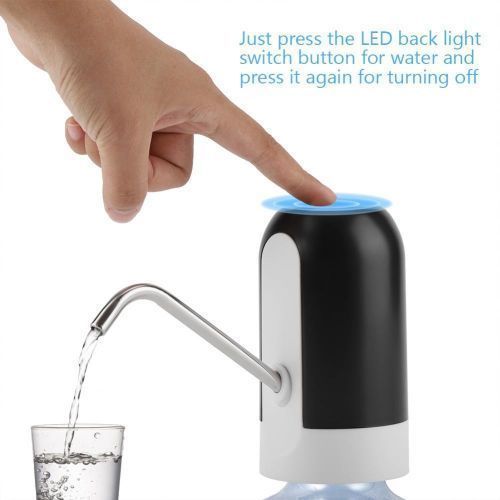 Just press the LED back light
switch button for water and
press it again for turning off